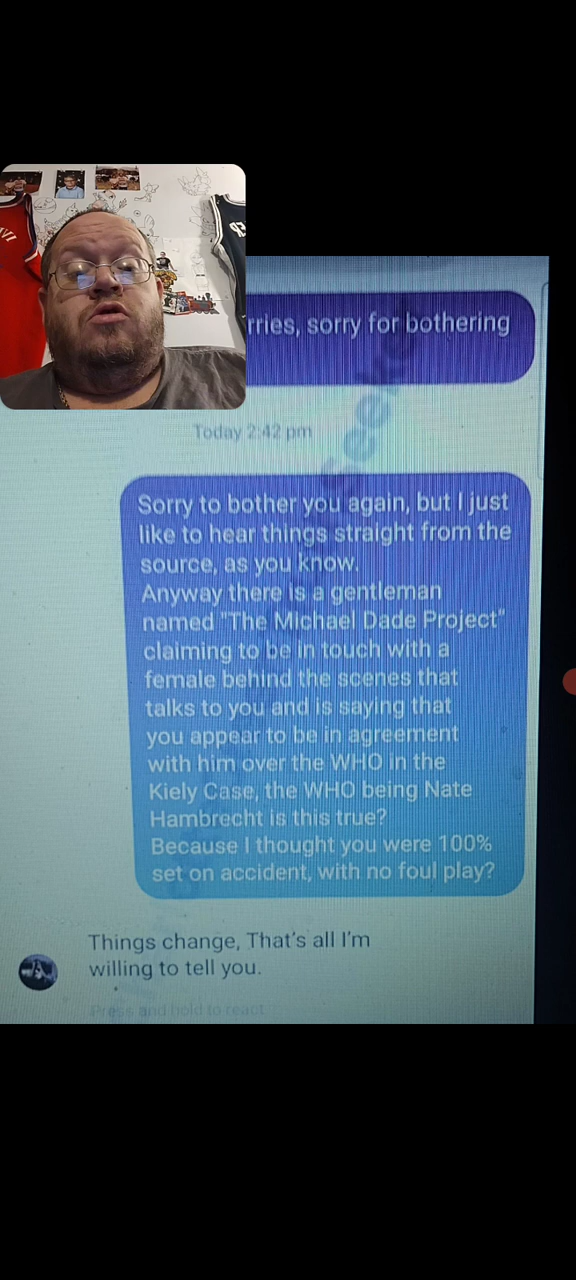 rries, sorry for bothering
Today 2:42 pm
Sorry to bother you again, but I just
like to hear things straight from the
source, as you know.
Anyway there is a gentleman
named "The Michael Dade Project"
claiming to be in touch with a
female behind the scenes that
talks to you and is saying that
you appear to be in agreement
with him over the WHO in the
Kiely Case, the WHO being Nate
Hambrecht is this true?
Because I thought you were 100%
set on accident, with no foul play?
Things change, That's all I'm
willing to tell you.
Press and hold to react